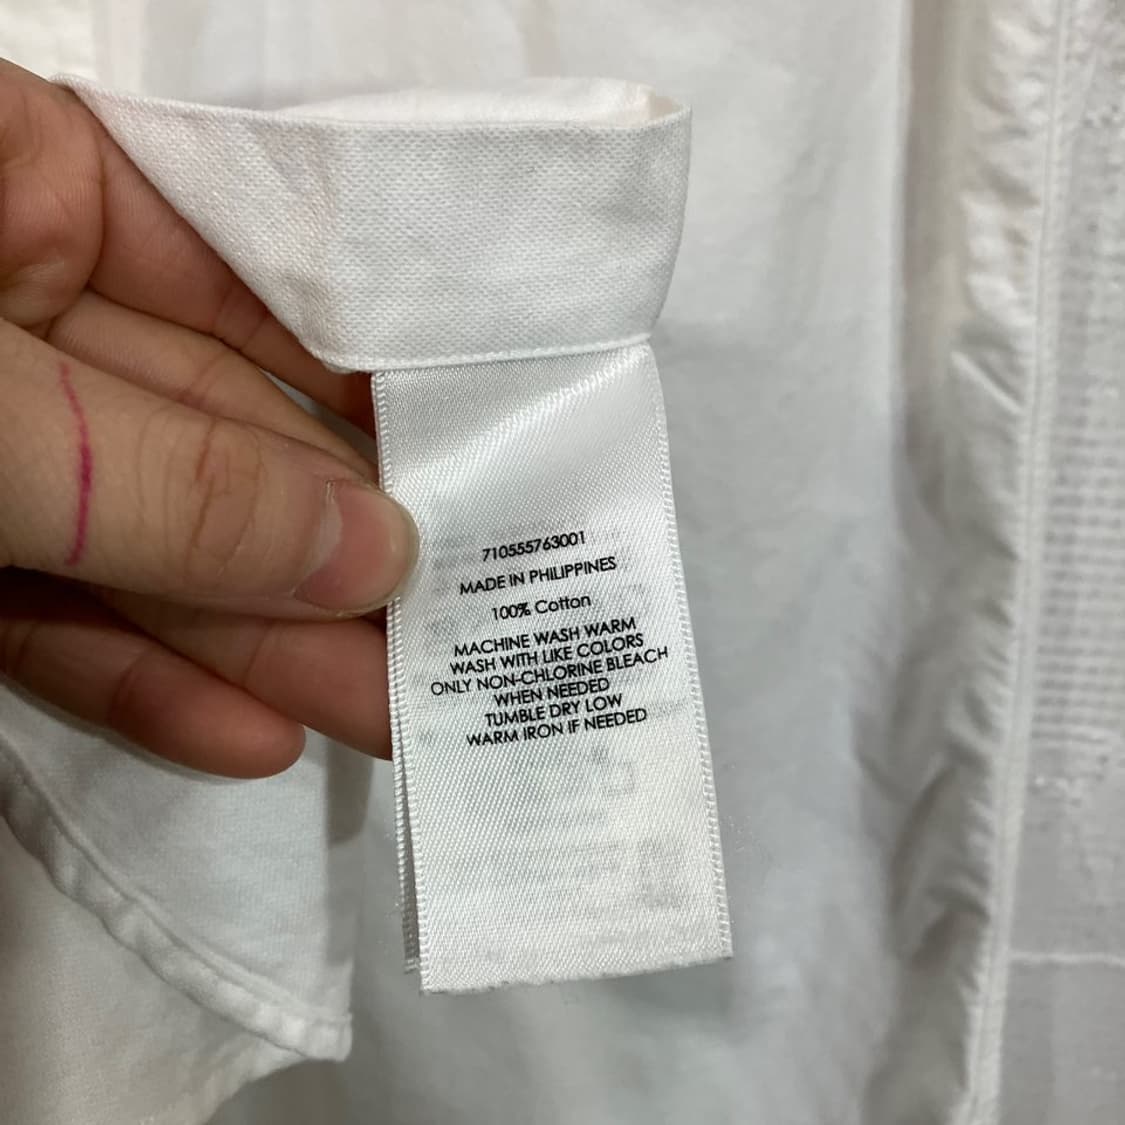 710555763001
MADE IN PHILIPPINES
100% Cotton
MACHINE WASH WARM
WASH WITH LIKE COLORS
ONLY NON-CHLORINE BLEACH
WHEN NEEDED
TUMBLE DRY LOW
WARM IRON IF NEEDED